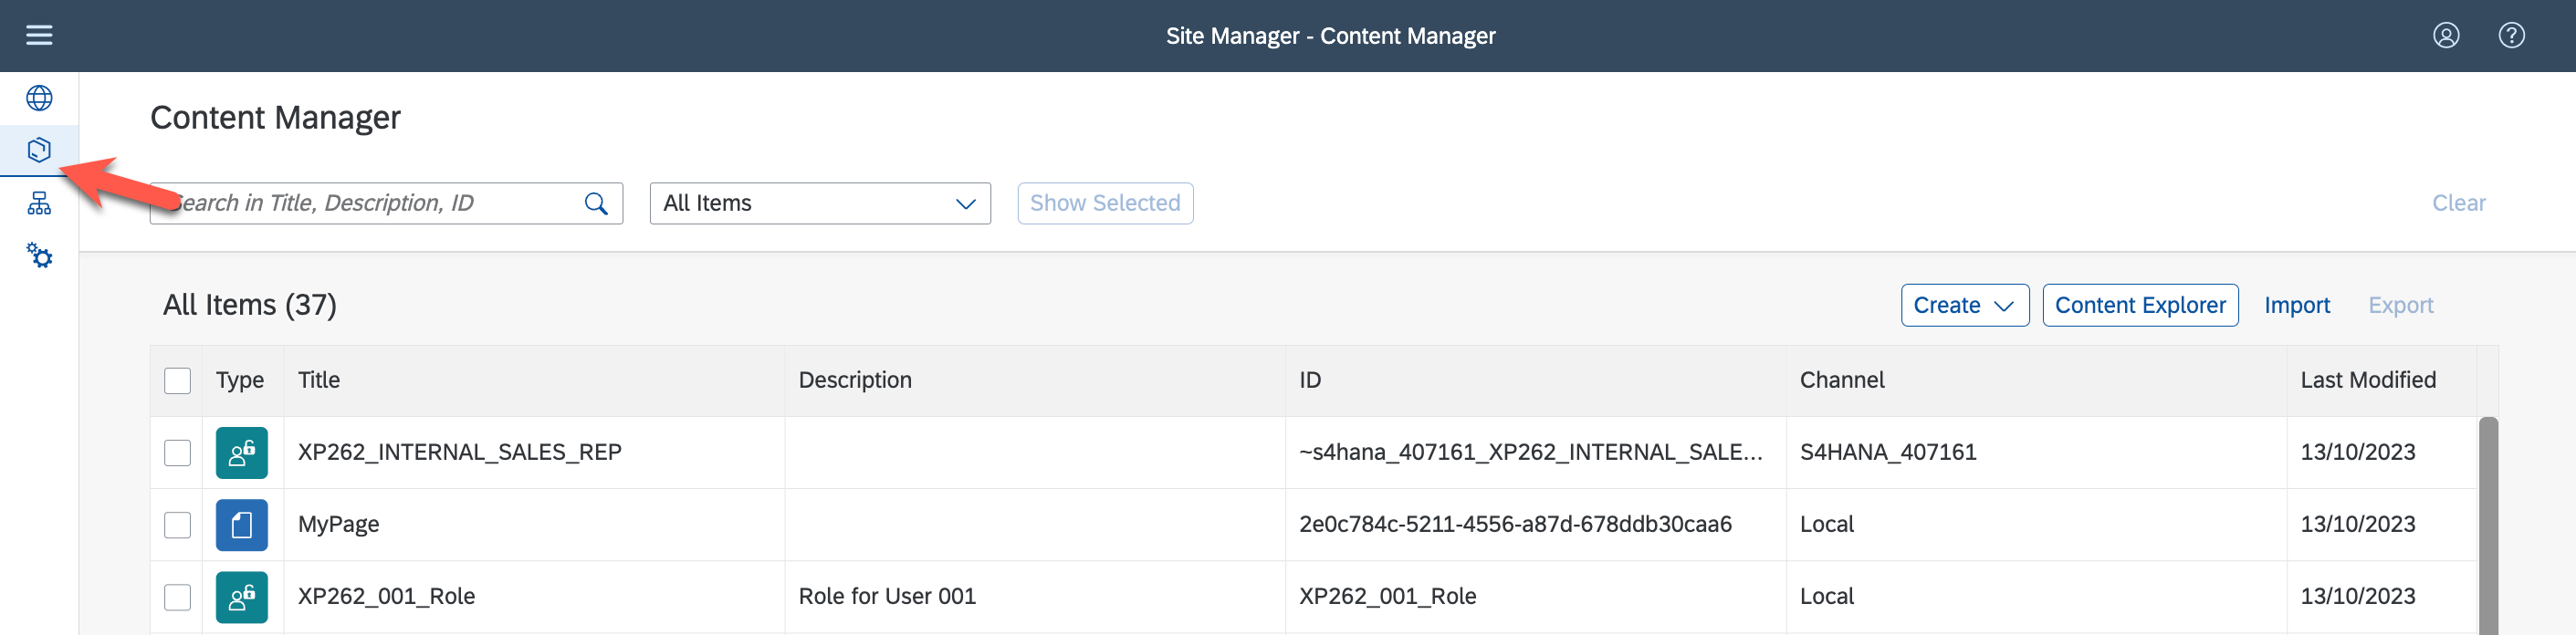 Site Manager - Content Manager
Content Manager
Search in Title, Description, ID
All Items
Show Selected
Clear
All Items (37)
Create
Content Explorer
Import
Export
Type Title Description ID Channel Last Modified
XP262_INTERNAL_SALES_REP ~s4hana_407161_XP262_INTERNAL_SALE... S4HANA_407161 13/10/2023
MyPage 2e0c784c-5211-4556-a87d-678ddb30caa6 Local 13/10/2023
XP262_001_Role Role for User 001 XP262_001_Role Local 13/10/2023